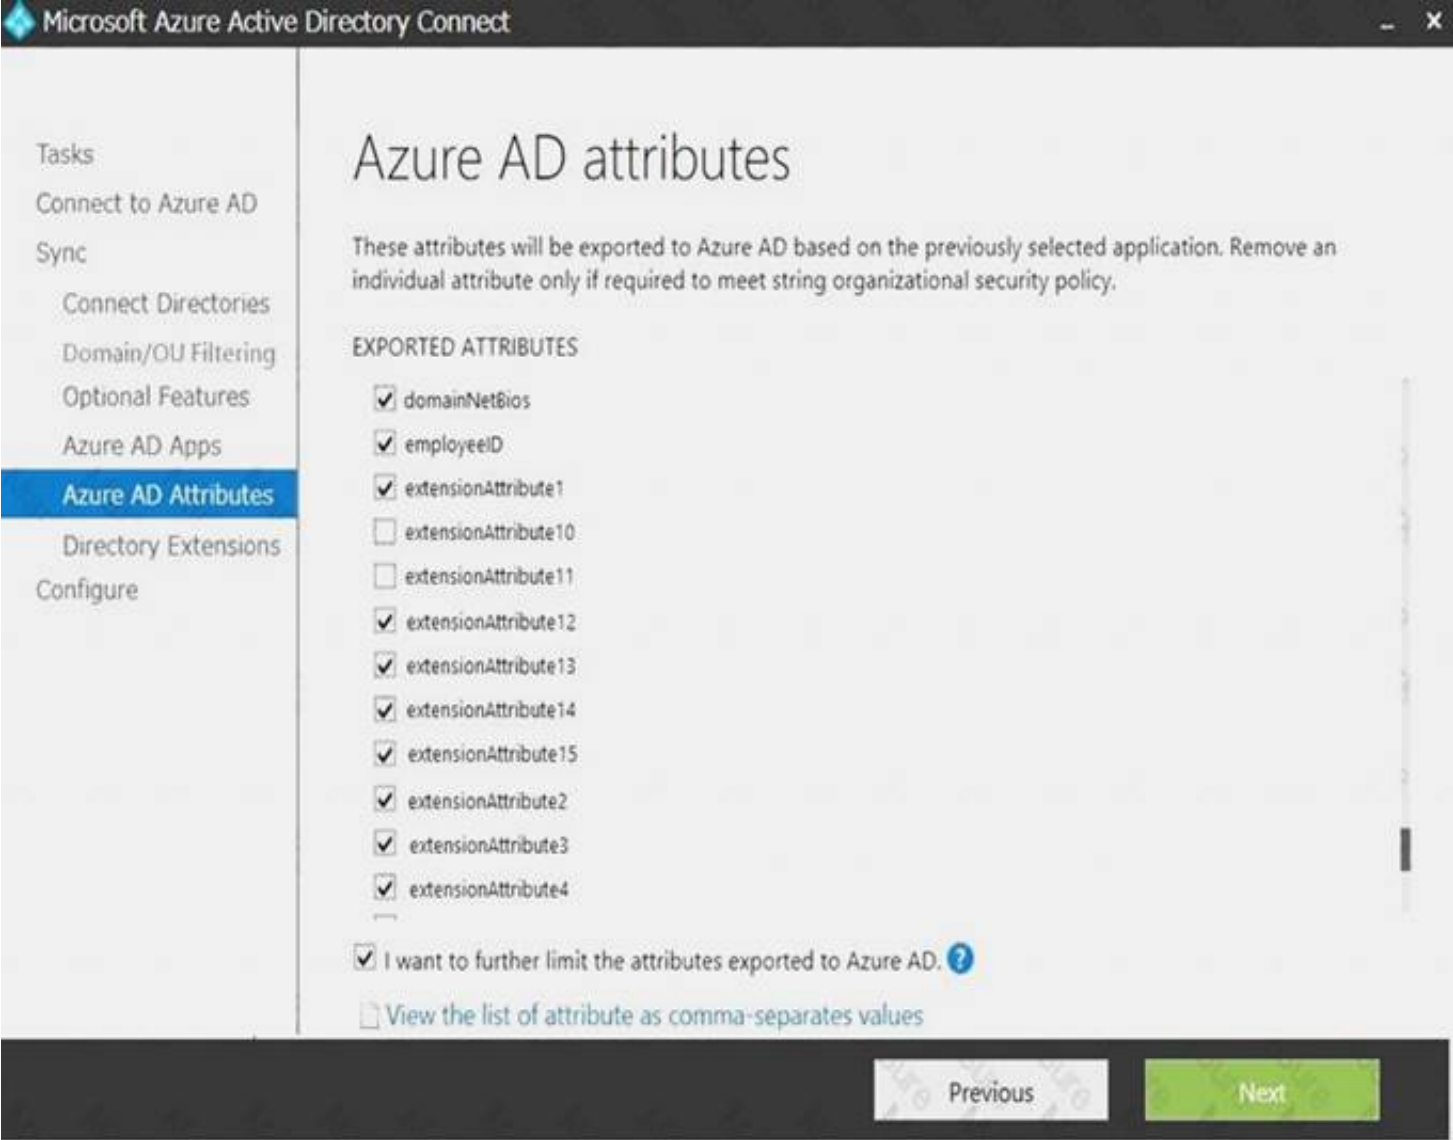 Microsoft Azure Active Directory Connect
Tasks
Connect to Azure AD
Sync
Connect Directories
Domain/OU Filtering
Optional Features
Azure AD Apps
Azure AD Attributes
Directory Extensions
Configure
Azure AD attributes
These attributes will be exported to Azure AD based on the previously selected application. Remove an
individual attribute only if required to meet string organizational security policy.
EXPORTED ATTRIBUTES
domainNetBios
employeeID
extensionAttribute1
extensionAttribute10
extensionAttribute11
extensionAttribute12
extensionAttribute13
extensionAttribute14
extensionAttribute15
extensionAttribute2
extensionAttribute3
extensionAttribute4
I want to further limit the attributes exported to Azure AD. ?
View the list of attribute as comma-separates values
Previous
Next